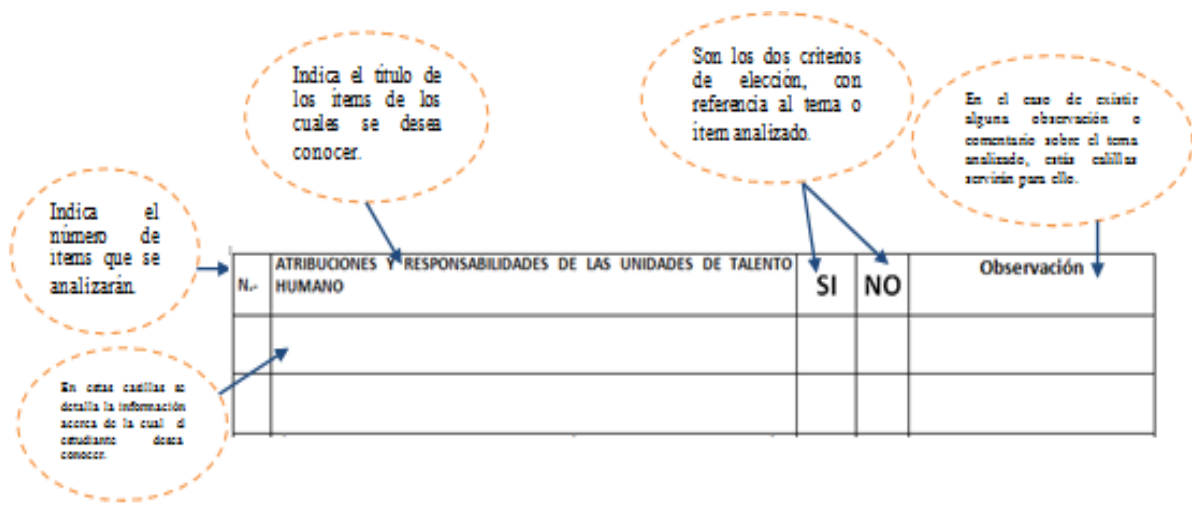 Indica el título de
los ítems de los
cuales se desea
conocer.
Son los dos criterios
de elección, con
referencia al tema o
ítem analizado.
En el caso de existir
alguna observación o
comentario sobre el tema
analizado, estás calillas
servirán para ello.
Indica el
número de
ítems que se
analizarán.
N.-
ATRIBUCIONES Y RESPONSABILIDADES DE LAS UNIDADES DE TALENTO
HUMANO
SI
NO
Observación
En estas casillas se
detalla la información
acerca de la cual el
estudiante desea
conocer.